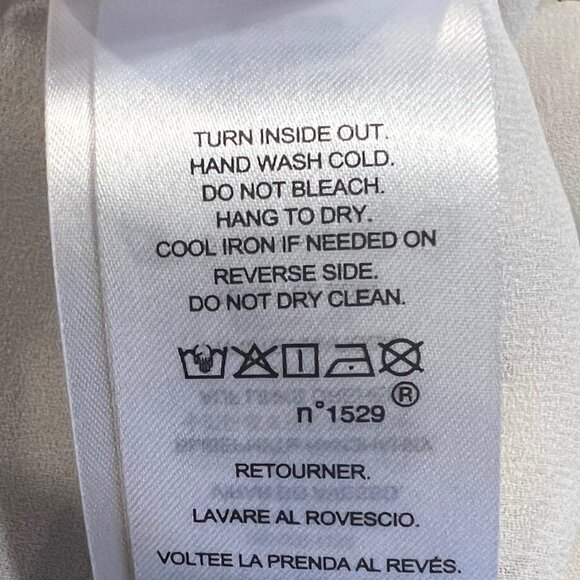 TURN INSIDE OUT.
HAND WASH COLD.
DO NOT BLEACH.
HANG TO DRY.
COOL IRON IF NEEDED ON
REVERSE SIDE.
DO NOT DRY CLEAN.
®
n°1529
RETOURNER.
LAVARE AL ROVESCIO.
VOLTEE LA PRENDA AL REVÉS.